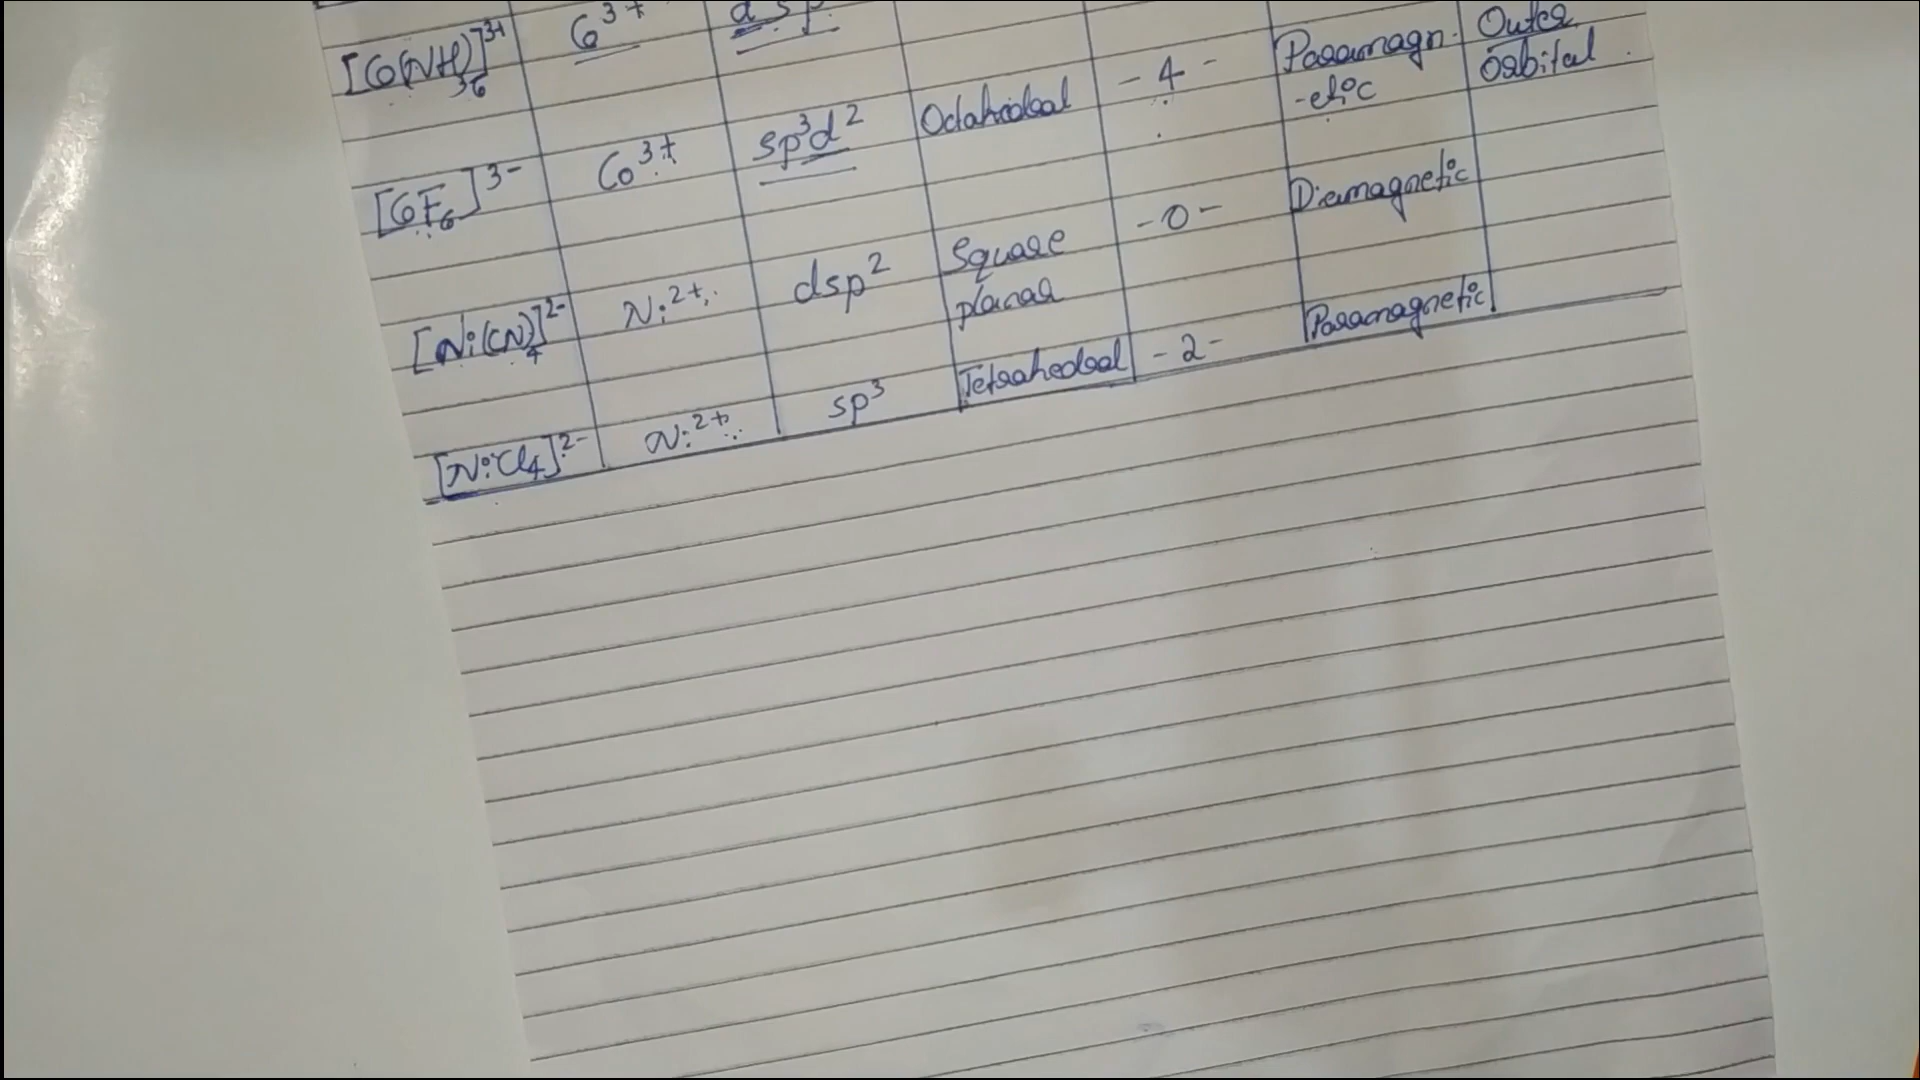 [Co(NH3)6]3+ Co3+ d2sp
[CoF6]3- Co3+ sp3d2 Octahedral - 4 - Paramagn. Outer
-etic orbital.
[Ni(CN)4]2- Ni2+ dsp2 Square - 0 - Diamagnetic
planar
[NiCl4]2- Ni2+ sp3 Tetrahedral - 2 - Paramagnetic